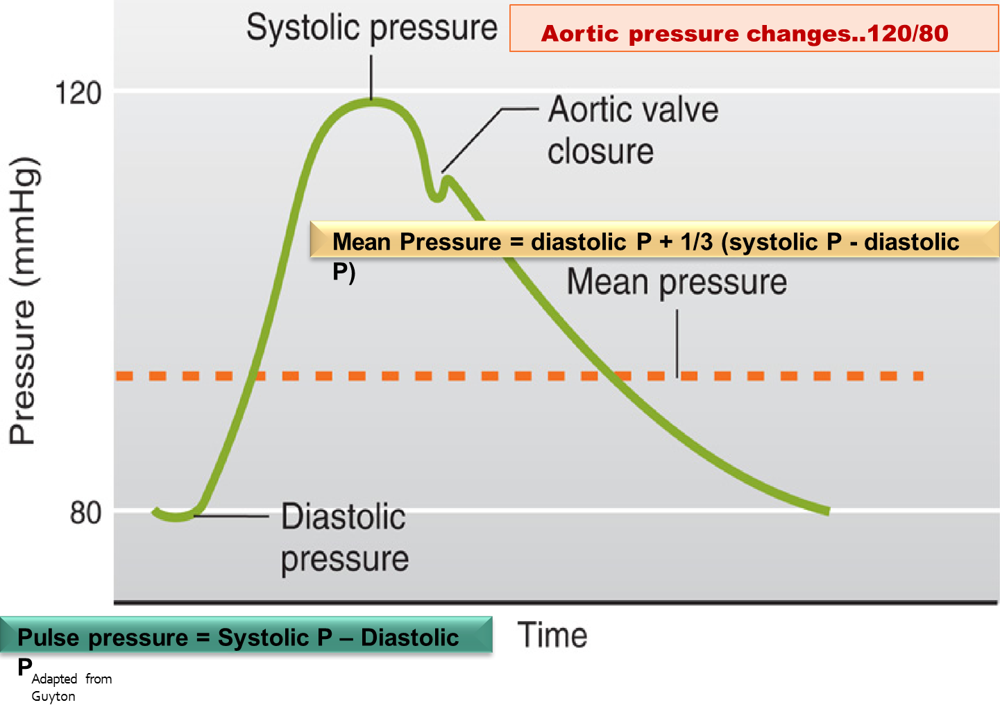 Systolic pressure
Aortic pressure changes..120/80
120
Aortic valve
closure
Pressure (mmHg)
Mean Pressure = diastolic P + 1/3 (systolic P - diastolic
P)
Mean pressure
80
Diastolic
pressure
Pulse pressure = Systolic P – Diastolic
P
Time
Adapted from
Guyton